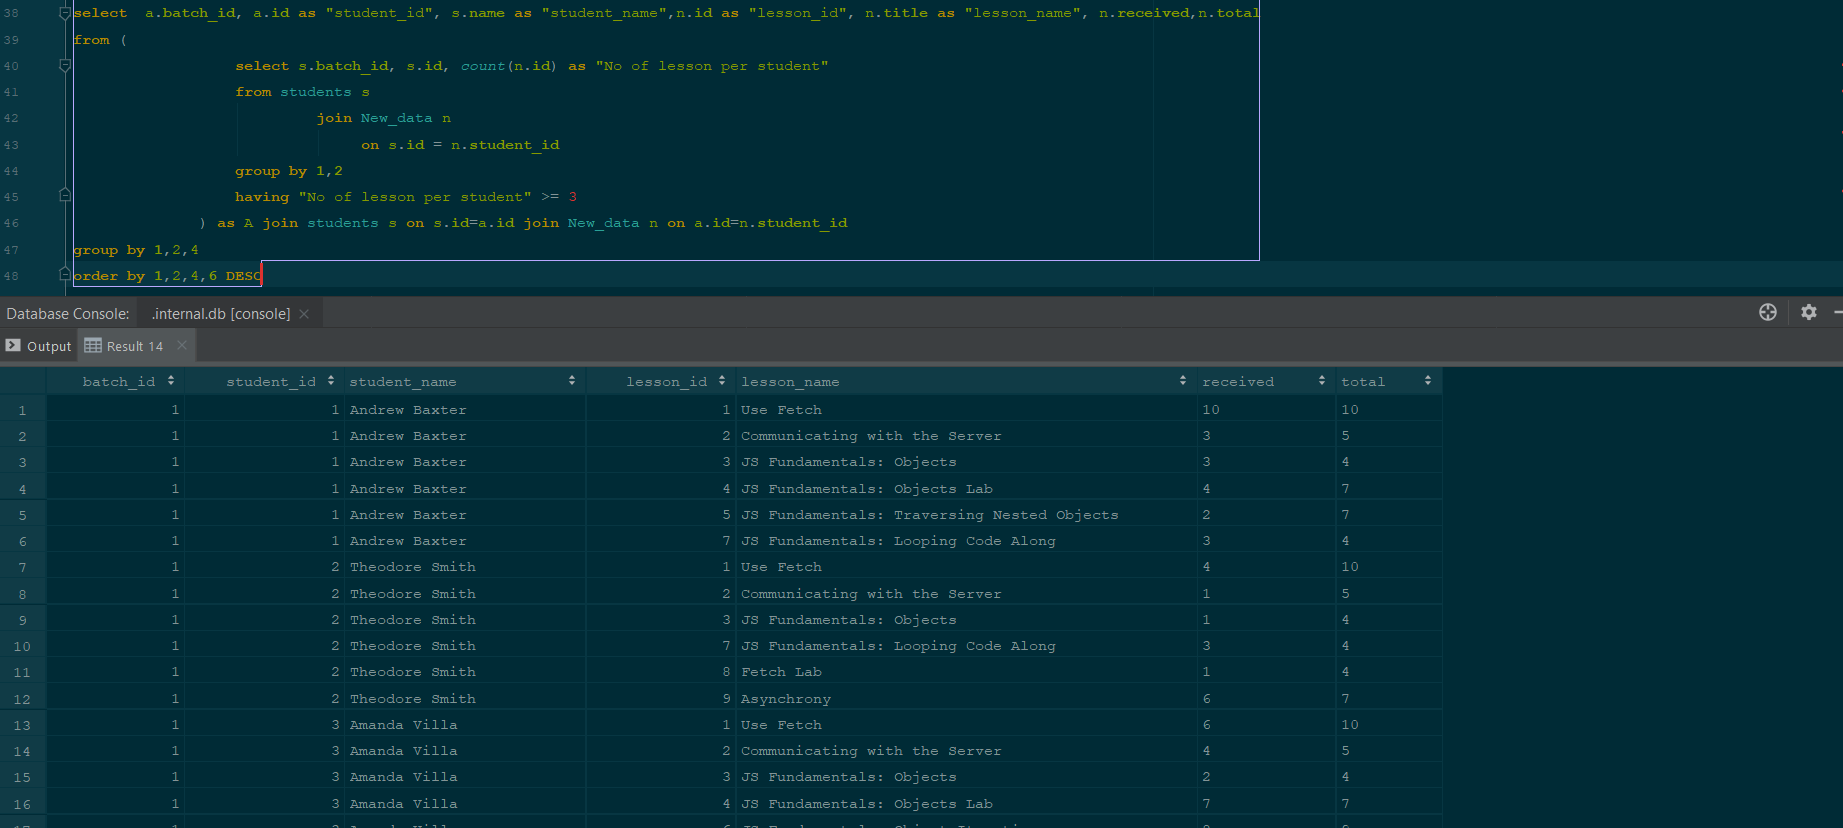 38 select  a.batch_id, a.id as "student_id", s.name as "student_name",n.id as "lesson_id", n.title as "lesson_name", n.received,n.total
39 from (
40 select s.batch_id, s.id, count(n.id) as "No of lesson per student"
41 from students s
42 join New_data n
43 on s.id = n.student_id
44 group by 1,2
45 having "No of lesson per student" >= 3
46 ) as A join students s on s.id=a.id join New_data n on a.id=n.student_id
47 group by 1,2,4
48 order by 1,2,4,6 DESC
Database Console: .internal.db [console]
Output Result 14
batch_id student_id student_name lesson_id lesson_name received total
1 1 1 Andrew Baxter 1 Use Fetch 10 10
2 1 1 Andrew Baxter 2 Communicating with the Server 3 5
3 1 1 Andrew Baxter 3 JS Fundamentals: Objects 3 4
4 1 1 Andrew Baxter 4 JS Fundamentals: Objects Lab 4 7
5 1 1 Andrew Baxter 5 JS Fundamentals: Traversing Nested Objects 2 7
6 1 1 Andrew Baxter 7 JS Fundamentals: Looping Code Along 3 4
7 1 2 Theodore Smith 1 Use Fetch 4 10
8 1 2 Theodore Smith 2 Communicating with the Server 1 5
9 1 2 Theodore Smith 3 JS Fundamentals: Objects 1 4
10 1 2 Theodore Smith 7 JS Fundamentals: Looping Code Along 3 4
11 1 2 Theodore Smith 8 Fetch Lab 1 4
12 1 2 Theodore Smith 9 Asynchrony 6 7
13 1 3 Amanda Villa 1 Use Fetch 6 10
14 1 3 Amanda Villa 2 Communicating with the Server 4 5
15 1 3 Amanda Villa 3 JS Fundamentals: Objects 2 4
16 1 3 Amanda Villa 4 JS Fundamentals: Objects Lab 7 7